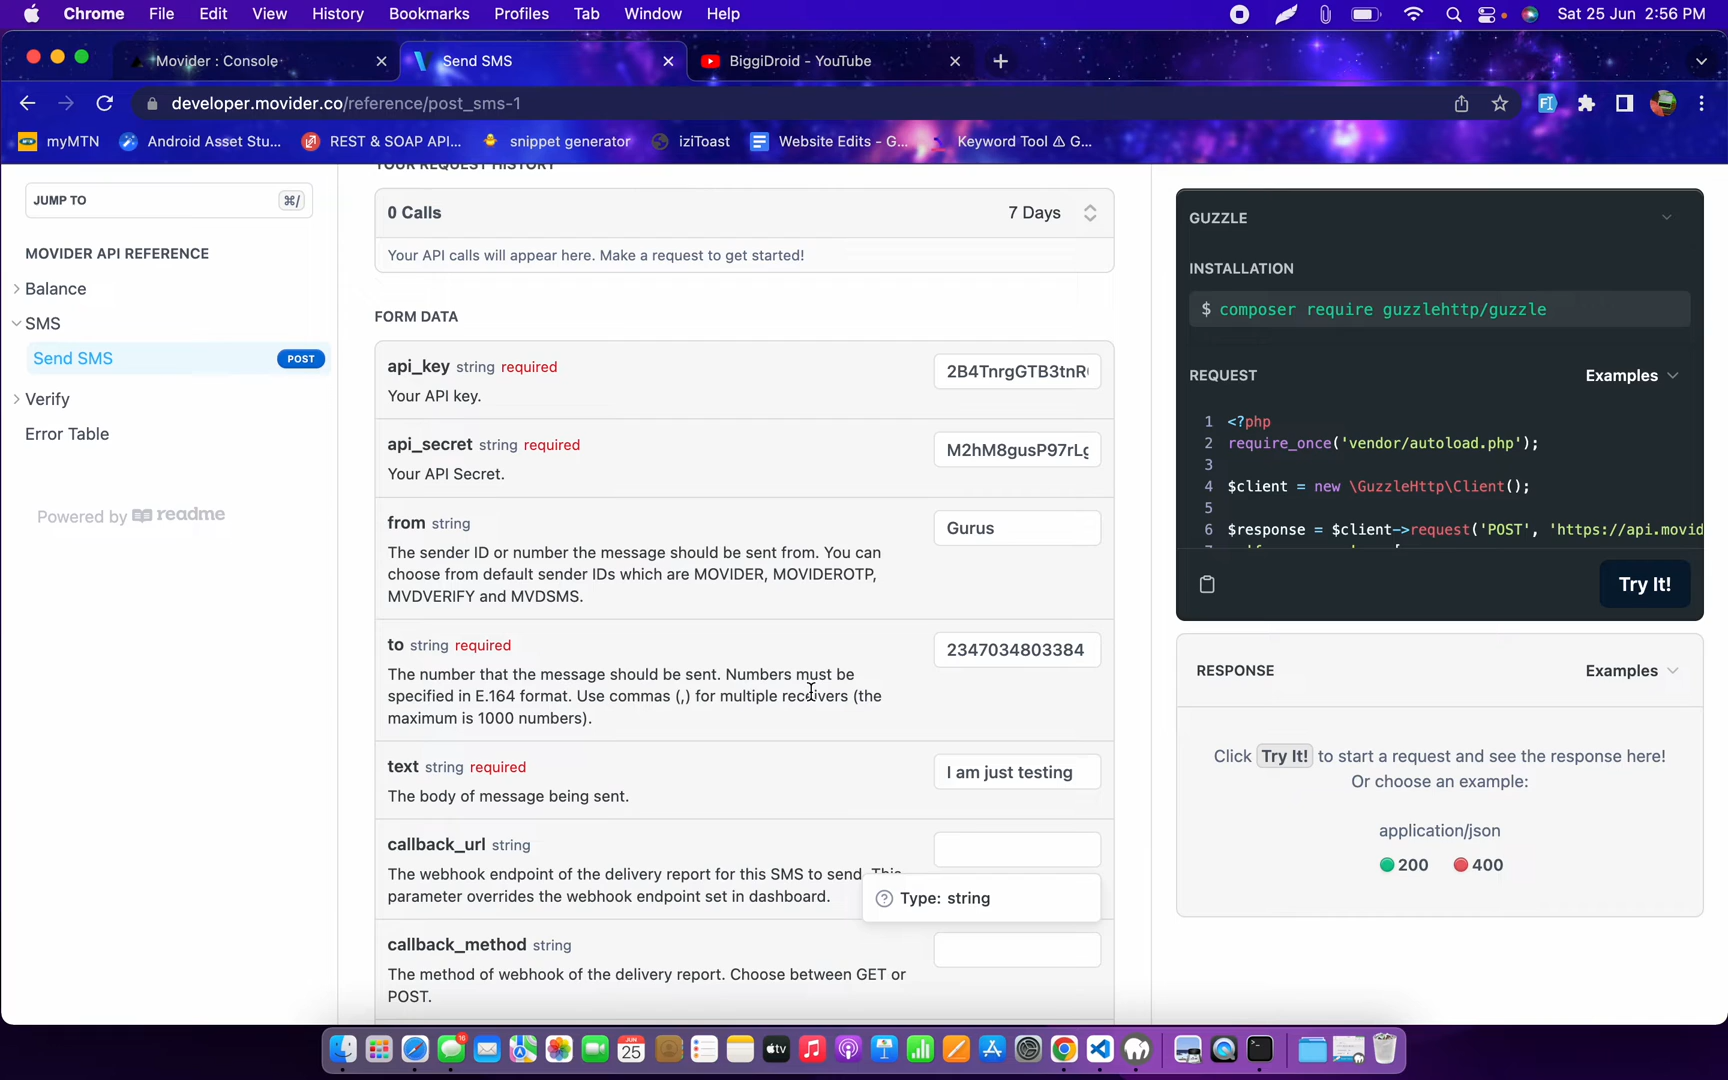 Chrome File Edit View History Bookmarks Profiles Tab Window Help Sat 25 Jun 2:56 PM
Movider : Console Send SMS BiggiDroid - YouTube
developer.movider.co/reference/post_sms-1
myMTN Android Asset Stu... REST & SOAP API... snippet generator iziToast Website Edits - G... Keyword Tool ⚠ G...
JUMP TO ⌘/
MOVIDER API REFERENCE
Balance
SMS
Send SMS POST
Verify
Error Table
Powered by readme
YOUR REQUEST HISTORY
0 Calls 7 Days
Your API calls will appear here. Make a request to get started!
FORM DATA
api_key string required
2B4TnrgGTB3tnR
Your API key.
api_secret string required
M2hM8gusP97rLg
Your API Secret.
from string
Gurus
The sender ID or number the message should be sent from. You can
choose from default sender IDs which are MOVIDER, MOVIDEROTP,
MVDVERIFY and MVDSMS.
to string required
2347034803384
The number that the message should be sent. Numbers must be
specified in E.164 format. Use commas (,) for multiple receivers (the
maximum is 1000 numbers).
text string required
I am just testing
The body of message being sent.
callback_url string
The webhook endpoint of the delivery report for this SMS to send. This
parameter overrides the webhook endpoint set in dashboard.
Type: string
callback_method string
The method of webhook of the delivery report. Choose between GET or
POST.
GUZZLE
INSTALLATION
$ composer require guzzlehttp/guzzle
REQUEST Examples
1 <?php
2 require_once('vendor/autoload.php');
3
4 $client = new \GuzzleHttp\Client();
5
6 $response = $client->request('POST', 'https://api.movid
Try It!
RESPONSE Examples
Click Try It! to start a request and see the response here!
Or choose an example:
application/json
200 400
JUN
25
tv